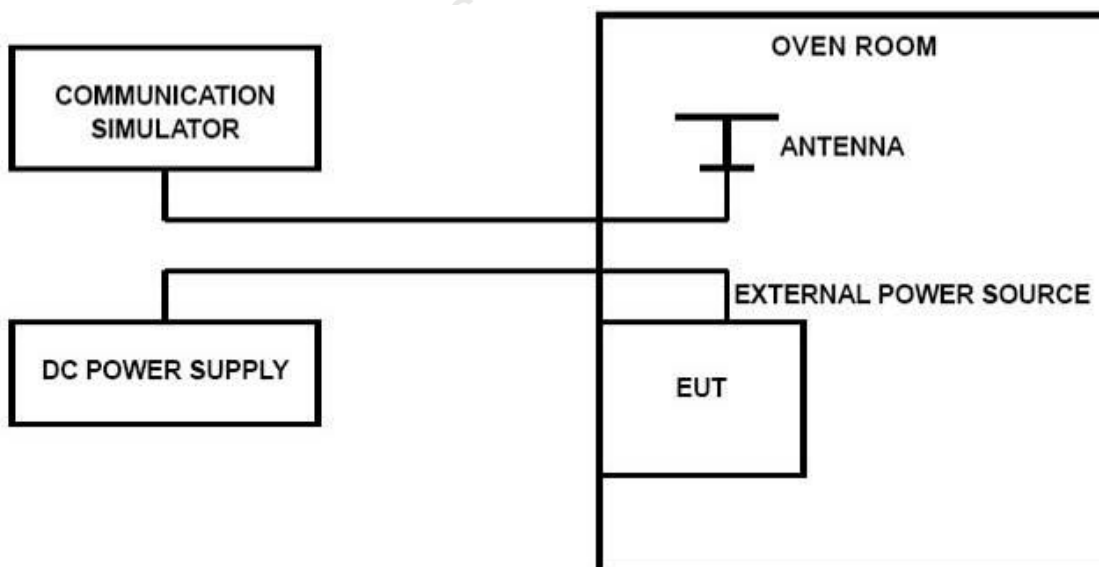 OVEN ROOM
COMMUNICATION
SIMULATOR
ANTENNA
EXTERNAL POWER SOURCE
DC POWER SUPPLY
EUT